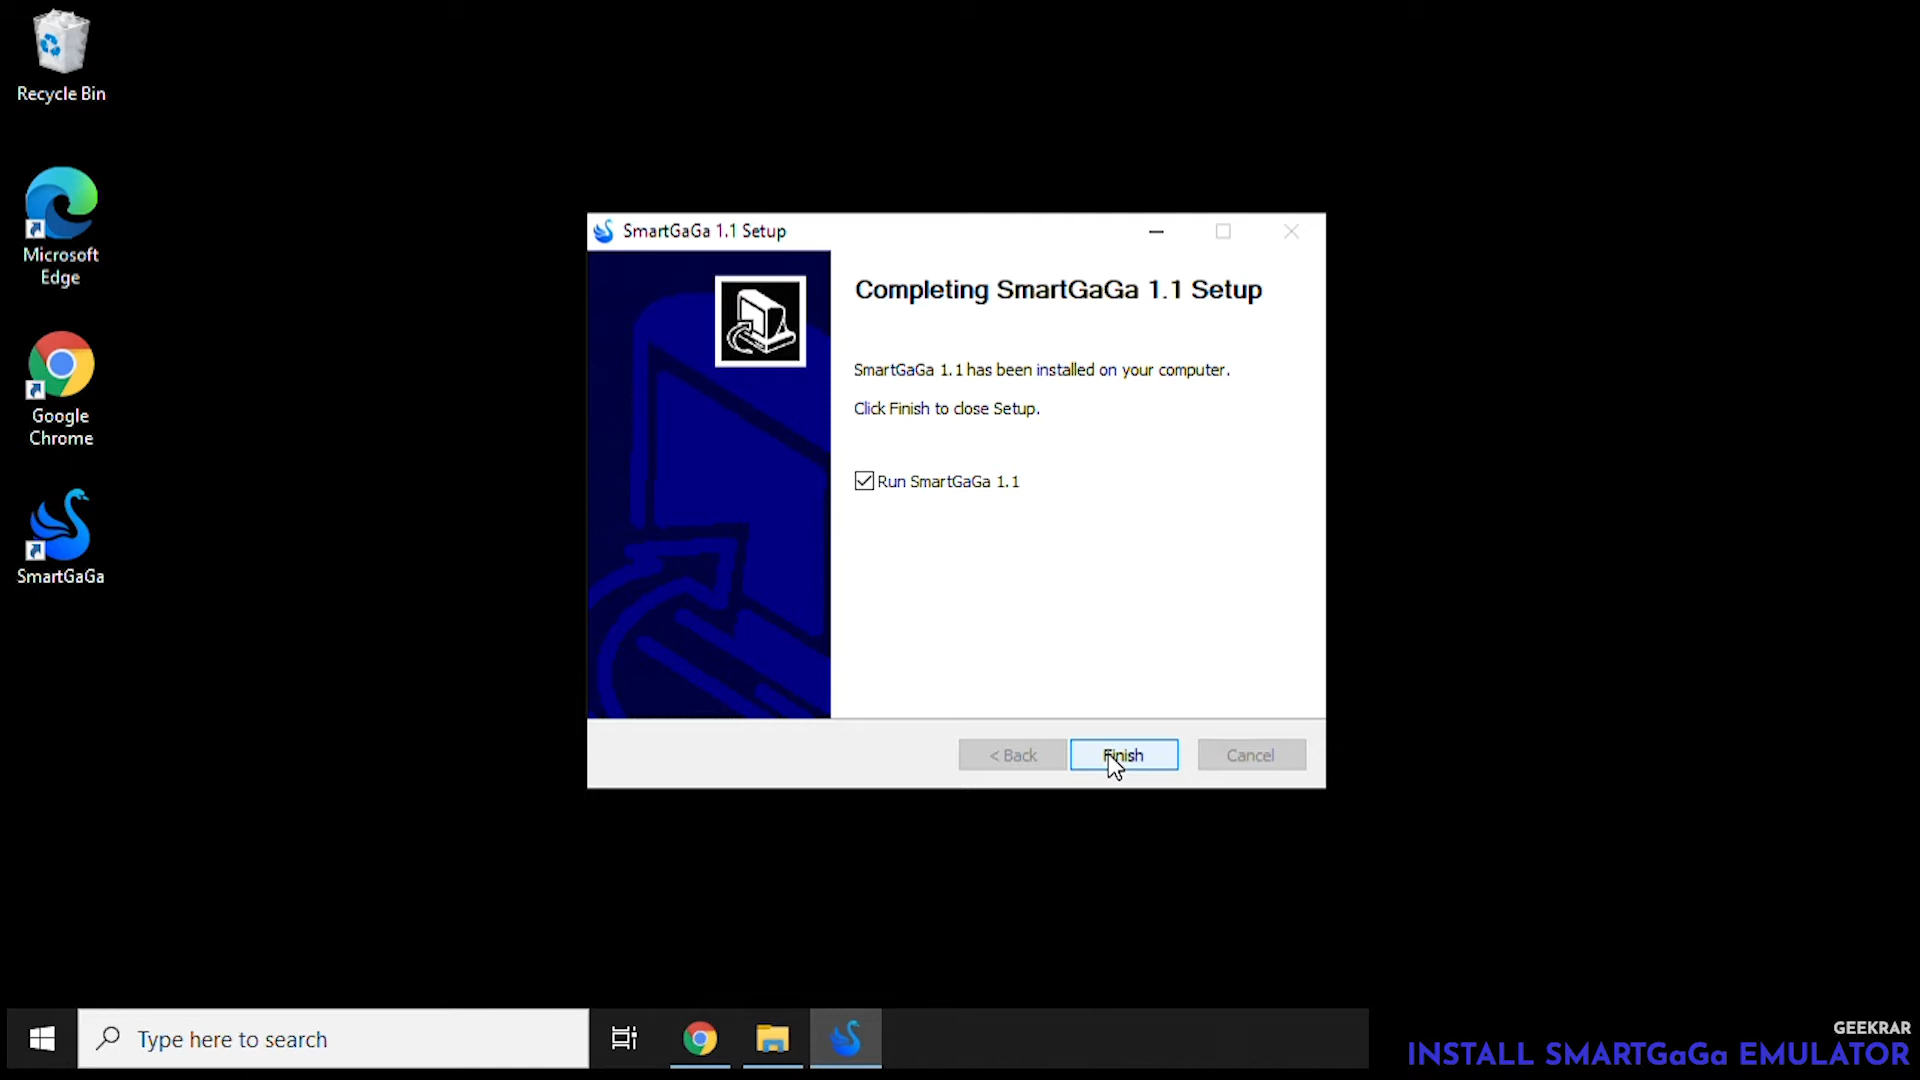 Recycle Bin
Microsoft
Edge
Google
Chrome
SmartGaGa
SmartGaGa 1.1 Setup
Completing SmartGaGa 1.1 Setup
SmartGaGa 1.1 has been installed on your computer.
Click Finish to close Setup.
Run SmartGaGa 1.1
< Back
Finish
Cancel
Type here to search
GEEKRAR
INSTALL SMARTGaGa EMULATOR